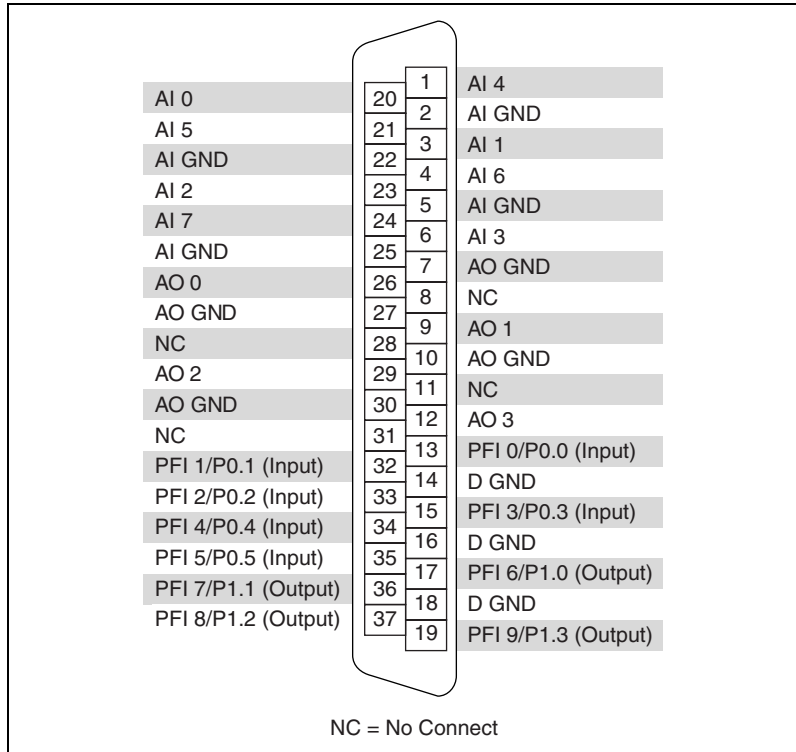 AI 0 20 1 AI 4
AI 5 21 2 AI GND
AI GND 22 3 AI 1
AI 2 23 4 AI 6
AI 7 24 5 AI GND
AI GND 25 6 AI 3
AO 0 26 7 AO GND
AO GND 27 8 NC
NC 28 9 AO 1
AO 2 29 10 AO GND
AO GND 30 11 NC
NC 31 12 AO 3
PFI 1/P0.1 (Input) 32 13 PFI 0/P0.0 (Input)
PFI 2/P0.2 (Input) 33 14 D GND
PFI 4/P0.4 (Input) 34 15 PFI 3/P0.3 (Input)
PFI 5/P0.5 (Input) 35 16 D GND
PFI 7/P1.1 (Output) 36 17 PFI 6/P1.0 (Output)
PFI 8/P1.2 (Output) 37 18 D GND
19 PFI 9/P1.3 (Output)
NC = No Connect